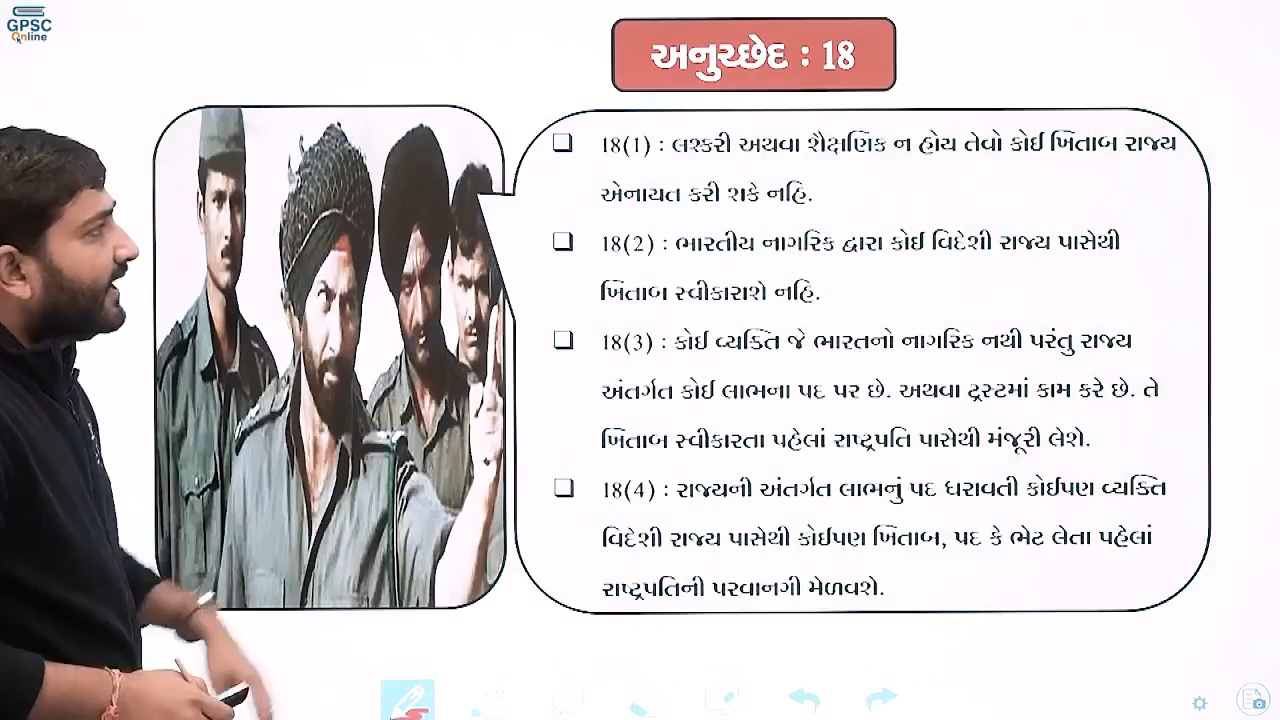 GPSC
Online
અનુચ્છેદ : 18
18(1) : લશ્કરી અથવા શૈક્ષણિક ન હોય તેવો કોઈ ખિતાબ રાજ્ય
એનાયત કરી શકે નહિ.
18(2) : ભારતીય નાગરિક દ્વારા કોઈ વિદેશી રાજ્ય પાસેથી
ખિતાબ સ્વીકારાશે નહિ.
18(3) : કોઈ વ્યક્તિ જે ભારતનો નાગરિક નથી પરંતુ રાજ્ય
અંતર્ગત કોઈ લાભના પદ પર છે. અથવા ટ્રસ્ટમાં કામ કરે છે. તે
ખિતાબ સ્વીકારતા પહેલાં રાષ્ટ્રપતિ પાસેથી મંજૂરી લેશે.
18(4) : રાજ્યની અંતર્ગત લાભનું પદ ધરાવતી કોઈપણ વ્યક્તિ
વિદેશી રાજ્ય પાસેથી કોઈપણ ખિતાબ, પદ કે ભેટ લેતા પહેલાં
રાષ્ટ્રપતિની પરવાનગી મેળવશે.